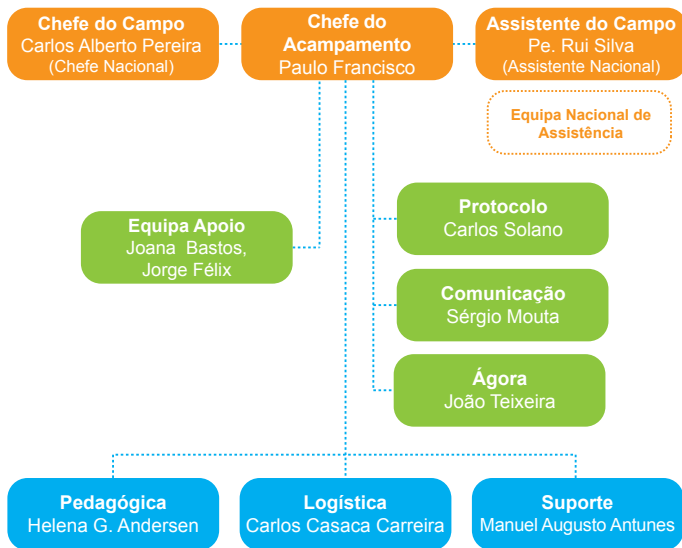 Chefe do Campo
Carlos Alberto Pereira
(Chefe Nacional)
Chefe do
Acampamento
Paulo Francisco
Assistente do Campo
Pe. Rui Silva
(Assistente Nacional)
Equipa Nacional de
Assistência
Equipa Apoio
Joana Bastos,
Jorge Félix
Protocolo
Carlos Solano
Comunicação
Sérgio Mouta
Ágora
João Teixeira
Pedagógica
Helena G. Andersen
Logística
Carlos Casaca Carreira
Suporte
Manuel Augusto Antunes